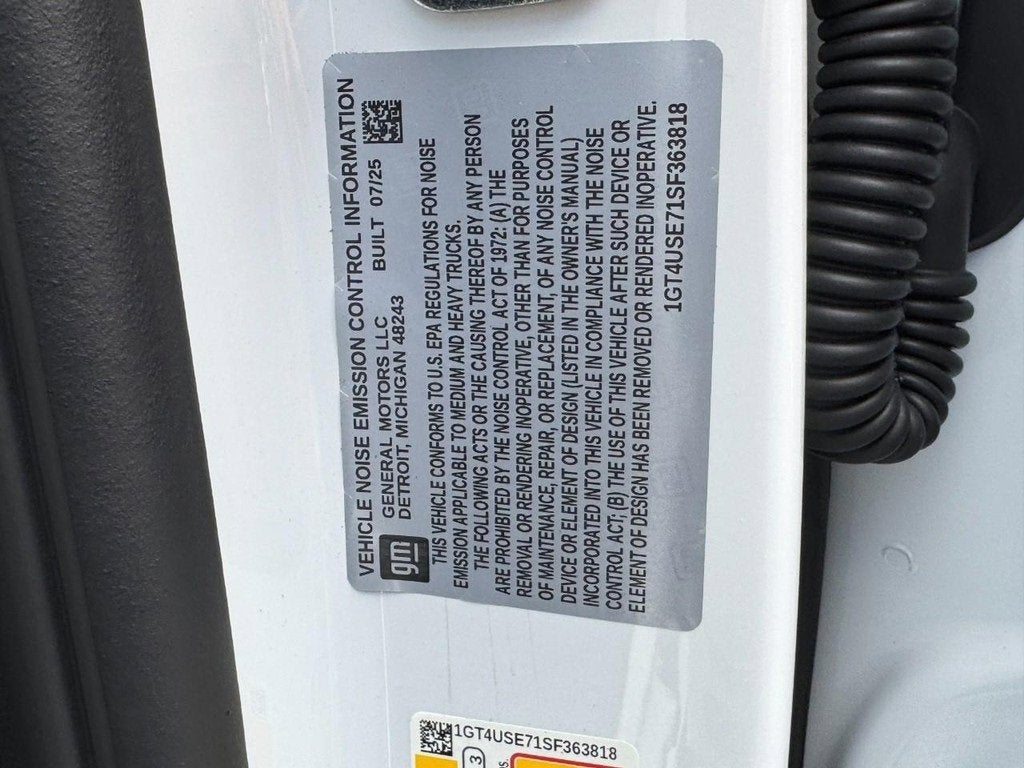 VEHICLE NOISE EMISSION CONTROL INFORMATION
gm
GENERAL MOTORS LLC BUILT 07/25
DETROIT, MICHIGAN 48243
THIS VEHICLE CONFORMS TO U.S. EPA REGULATIONS FOR NOISE
EMISSION APPLICABLE TO MEDIUM AND HEAVY TRUCKS.
THE FOLLOWING ACTS OR THE CAUSING THEREOF BY ANY PERSON
ARE PROHIBITED BY THE NOISE CONTROL ACT OF 1972: (A) THE
REMOVAL OR RENDERING INOPERATIVE, OTHER THAN FOR PURPOSES
OF MAINTENANCE, REPAIR, OR REPLACEMENT, OF ANY NOISE CONTROL
DEVICE OR ELEMENT OF DESIGN (LISTED IN THE OWNER'S MANUAL)
INCORPORATED INTO THIS VEHICLE IN COMPLIANCE WITH THE NOISE
CONTROL ACT; (B) THE USE OF THIS VEHICLE AFTER SUCH DEVICE OR
ELEMENT OF DESIGN HAS BEEN REMOVED OR RENDERED INOPERATIVE.
1GT4USE71SF363818
1GT4USE71SF363818
3